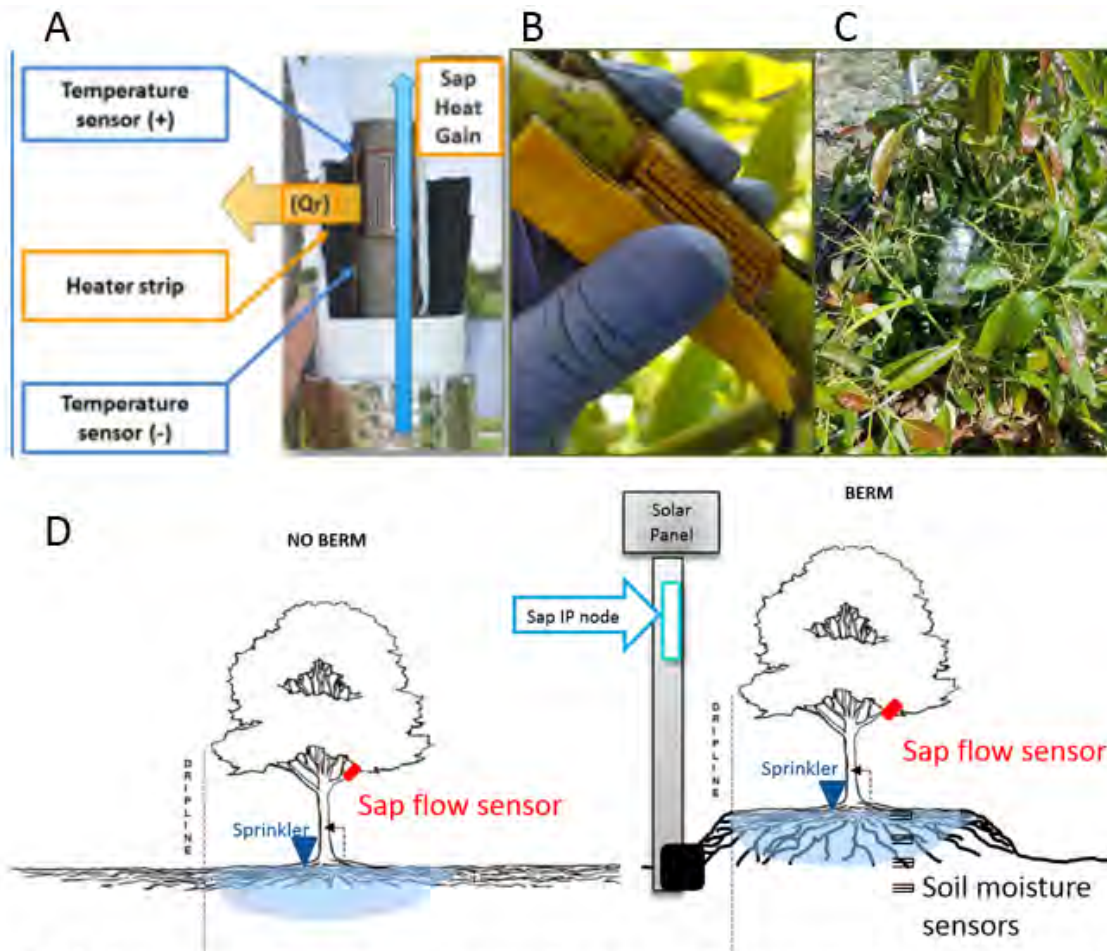 A
B
C
Temperature
sensor (+)
Sap
Heat
Gain
(Qr)
Heater strip
Temperature
sensor (-)
D
NO BERM
BERM
Solar
Panel
Sap IP node
DRIPLINE
DRIPLINE
Sap flow sensor
Sprinkler
Sap flow sensor
Sprinkler
Soil moisture
sensors